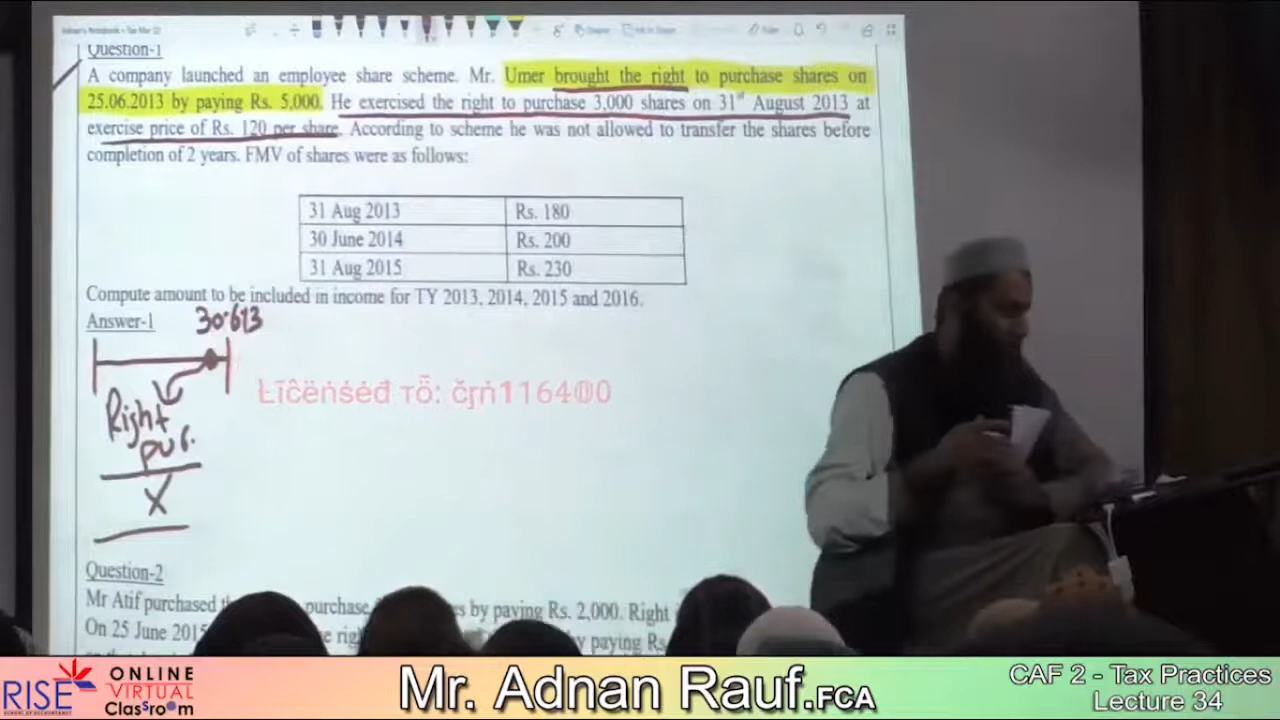 Question-1
A company launched an employee share scheme. Mr. Umer brought the right to purchase shares on
25.06.2013 by paying Rs. 5,000. He exercised the right to purchase 3,000 shares on 31st August 2013 at
exercise price of Rs. 120 per share. According to scheme he was not allowed to transfer the shares before
completion of 2 years. FMV of shares were as follows:
31 Aug 2013 Rs. 180
30 June 2014 Rs. 200
31 Aug 2015 Rs. 230
Compute amount to be included in income for TY 2013, 2014, 2015 and 2016.
Answer-1
30.613
Right
pur.
X
Question-2
Mr Atif purchased purchase by paying Rs. 2,000. Right
On 25 June 2015 paying Rs.
RISE
ONLINE
VIRTUAL
Classroom
Mr. Adnan Rauf.FCA
CAF 2 - Tax Practices
Lecture 34